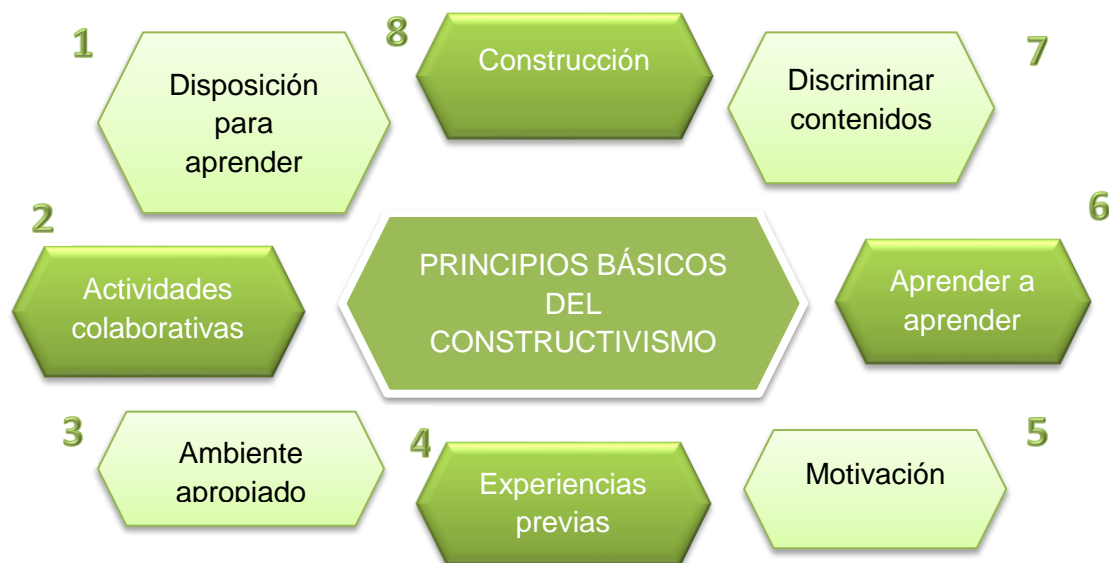 1
Disposición
para
aprender
8
Construcción
7
Discriminar
contenidos
2
Actividades
colaborativas
PRINCIPIOS BÁSICOS
DEL
CONSTRUCTIVISMO
6
Aprender a
aprender
3
Ambiente
apropiado
4
Experiencias
previas
5
Motivación